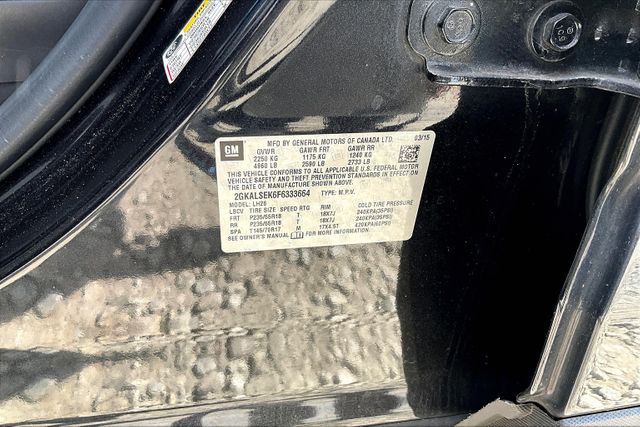 GM
MFD BY GENERAL MOTORS OF CANADA LTD. 03/15
GVWR GAWR FRT GAWR RR
2250 KG 1175 KG 1240 KG
4960 LB 2590 LB 2733 LB
THIS VEHICLE CONFORMS TO ALL APPLICABLE U.S. FEDERAL MOTOR
VEHICLE SAFETY AND THEFT PREVENTION STANDARDS IN EFFECT ON
THE DATE OF MANUFACTURE SHOWN ABOVE.
2GKALSEK6F6333664 TYPE: M.P.V.
MODEL: LH26
LBCV TIRE SIZE SPEED RTG RIM COLD TIRE PRESSURE
FRT P235/55R18 T 18X7J 240KPA(35PSI)
RR P235/55R18 T 18X7J 240KPA(35PSI)
SPA T145/70R17 M 17X4.5T 420KPA(60PSI)
SEE OWNER'S MANUAL FOR MORE INFORMATION.